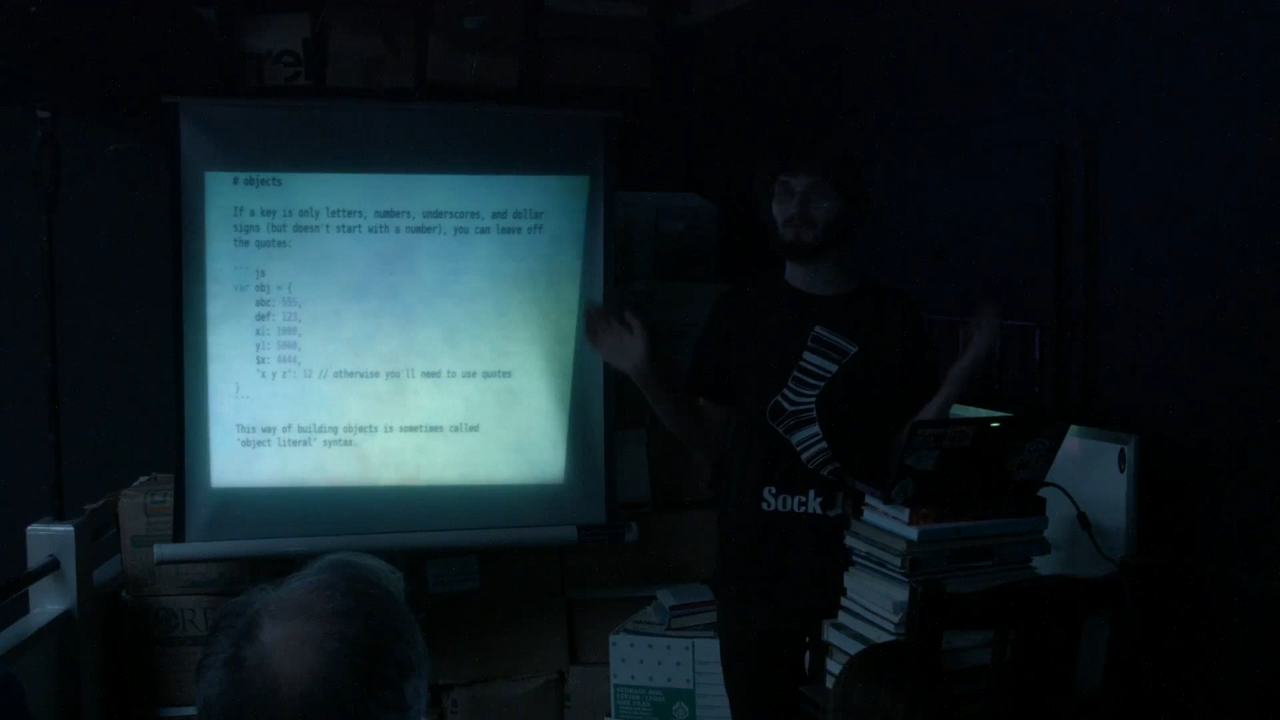 # objects
If a key is only letters, numbers, underscores, and dollar
signs (but doesn't start with a number), you can leave off
the quotes:
``` js
var obj = {
abc: 555,
def: 123,
x1: 1000,
y1: 5000,
$x: 4444,
"x y z": 12 // otherwise you'll need to use quotes
}
```
This way of building objects is sometimes called
"object literal" syntax.
Sock